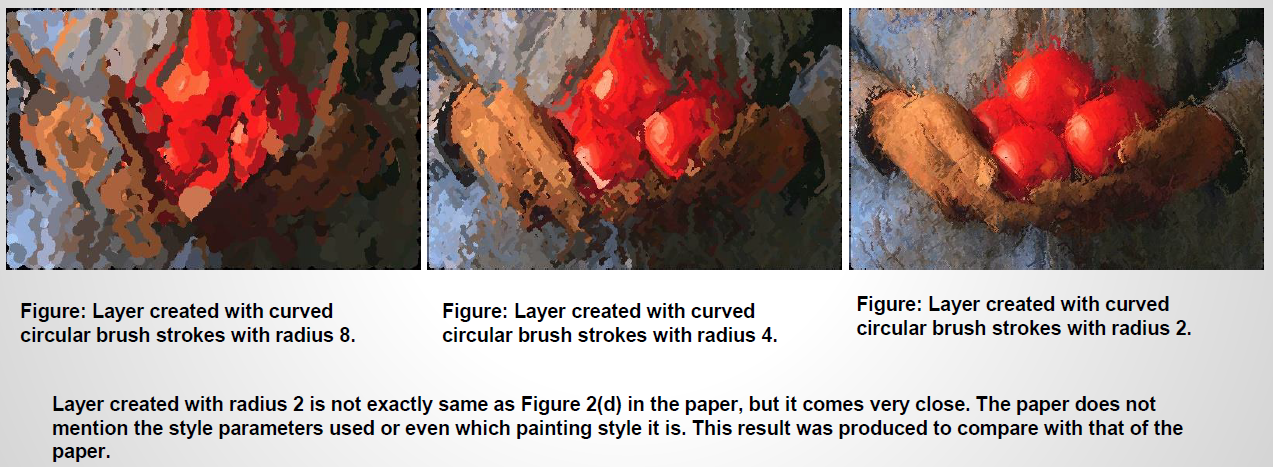 Figure: Layer created with curved
circular brush strokes with radius 8.
Figure: Layer created with curved
circular brush strokes with radius 4.
Figure: Layer created with curved
circular brush strokes with radius 2.
Layer created with radius 2 is not exactly same as Figure 2(d) in the paper, but it comes very close. The paper does not
mention the style parameters used or even which painting style it is. This result was produced to compare with that of the
paper.